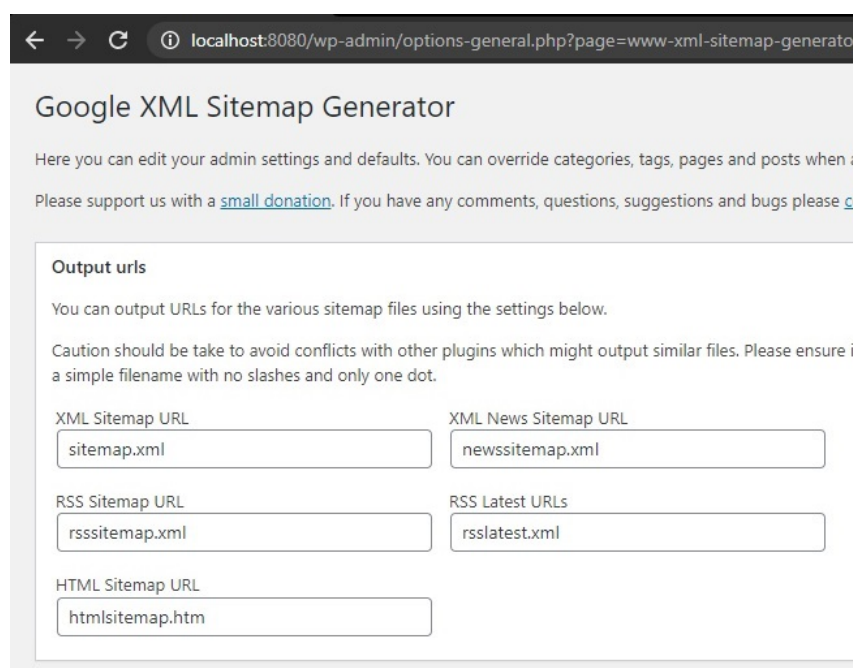 localhost:8080/wp-admin/options-general.php?page=www-xml-sitemap-generato
Google XML Sitemap Generator
Here you can edit your admin settings and defaults. You can override categories, tags, pages and posts when
Please support us with a small donation. If you have any comments, questions, suggestions and bugs please
Output urls
You can output URLs for the various sitemap files using the settings below.
Caution should be take to avoid conflicts with other plugins which might output similar files. Please ensure
a simple filename with no slashes and only one dot.
XML Sitemap URL XML News Sitemap URL
sitemap.xml newssitemap.xml
RSS Sitemap URL RSS Latest URLs
rsssitemap.xml rsslatest.xml
HTML Sitemap URL
htmlsitemap.htm